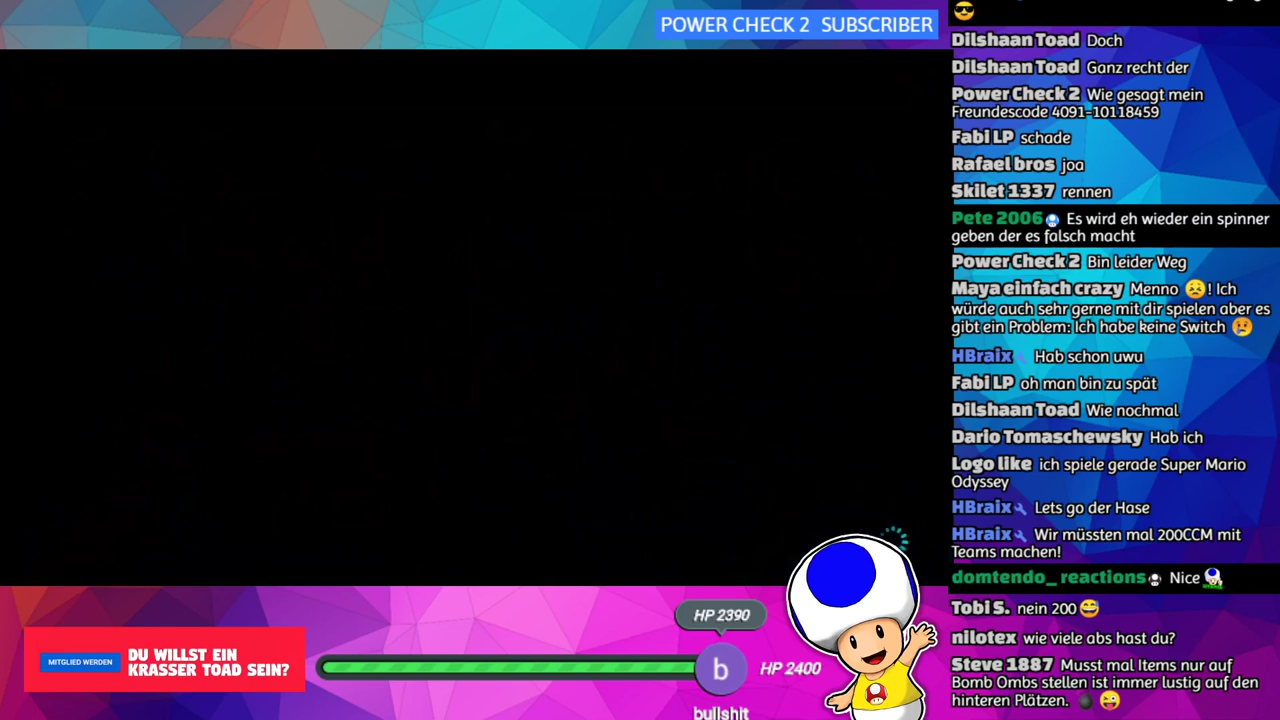 POWER CHECK 2 SUBSCRIBER
Dilshaan Toad Doch
Dilshaan Toad Ganz recht der
Power Check 2 Wie gesagt mein
Freundescode 4091-10118459
Fabi LP schade
Rafael bros joa
Skilet 1337 rennen
Pete 2006 Es wird eh wieder ein spinner
geben der es falsch macht
Power Check 2 Bin leider Weg
Maya einfach crazy Menno 😣! Ich
würde auch sehr gerne mit dir spielen aber es
gibt ein Problem: Ich habe keine Switch 😢
HBraix Hab schon uwu
Fabi LP oh man bin zu spät
Dilshaan Toad Wie nochmal
Dario Tomaschewsky Hab ich
Logo like ich spiele gerade Super Mario
Odyssey
HBraix Lets go der Hase
HBraix Wir müssten mal 200CCM mit
Teams machen!
domtendo_reactions Nice
Tobi S. nein 200😅
nilotex wie viele abs hast du?
Steve 1887 Musst mal Items nur auf
Bomb Ombs stellen ist immer lustig auf den
hinteren Plätzen. 💣 😜
MITGLIED WERDEN
DU WILLST EIN
KRASSER TOAD SEIN?
HP 2390
b
HP 2400
bullshit